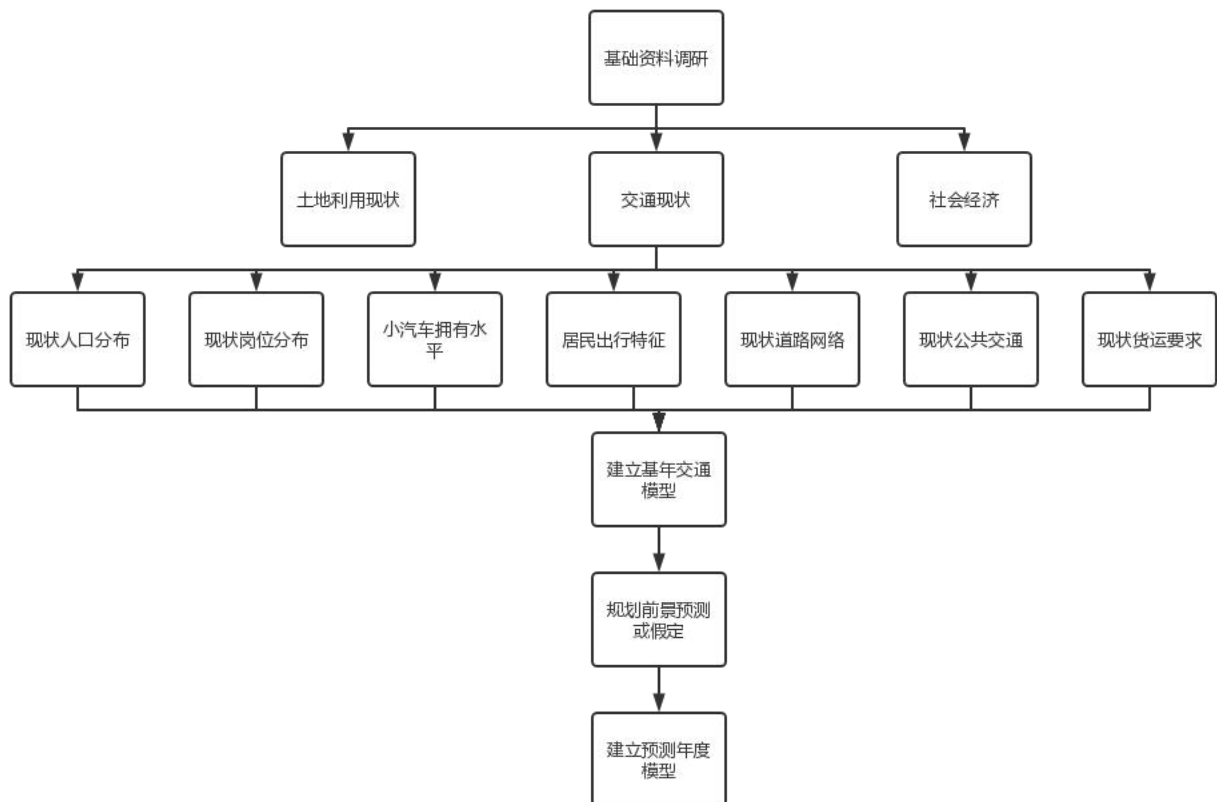 基础资料调研
土地利用现状
交通现状
社会经济
现状人口分布
现状岗位分布
小汽车拥有水
平
居民出行特征
现状道路网络
现状公共交通
现状货运要求
建立基年交通
模型
规划前景预测
或假定
建立预测年度
模型